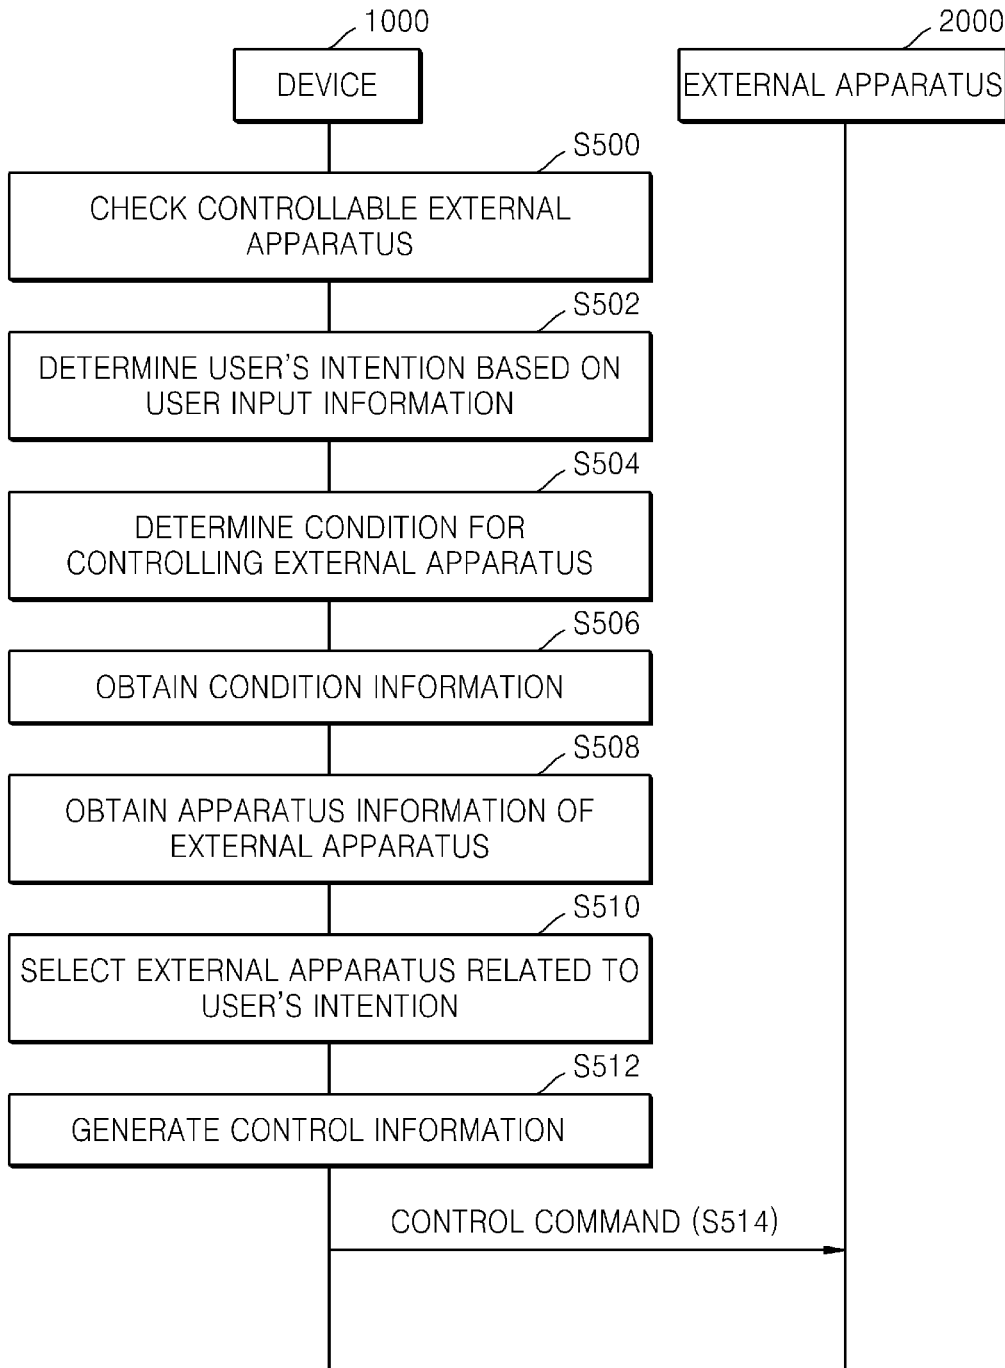 1000
DEVICE
2000
EXTERNAL APPARATUS
S500
CHECK CONTROLLABLE EXTERNAL
APPARATUS
S502
DETERMINE USER'S INTENTION BASED ON
USER INPUT INFORMATION
S504
DETERMINE CONDITION FOR
CONTROLLING EXTERNAL APPARATUS
S506
OBTAIN CONDITION INFORMATION
S508
OBTAIN APPARATUS INFORMATION OF
EXTERNAL APPARATUS
S510
SELECT EXTERNAL APPARATUS RELATED TO
USER'S INTENTION
S512
GENERATE CONTROL INFORMATION
CONTROL COMMAND (S514)